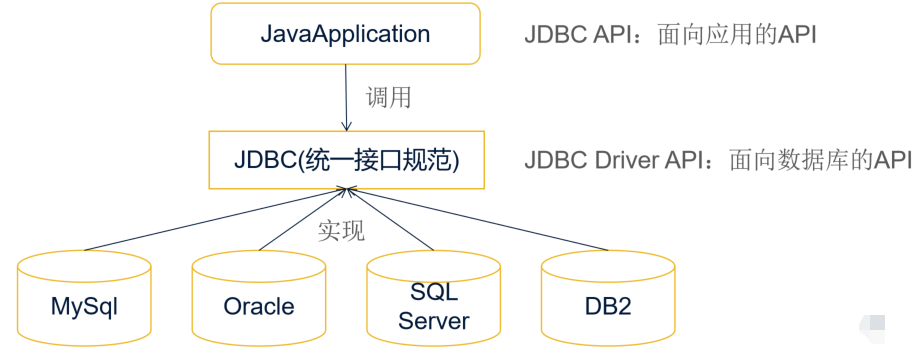 JavaApplication
JDBC API：面向应用的API
调用
JDBC(统一接口规范)
JDBC Driver API：面向数据库的API
实现
MySql
Oracle
SQL
Server
DB2